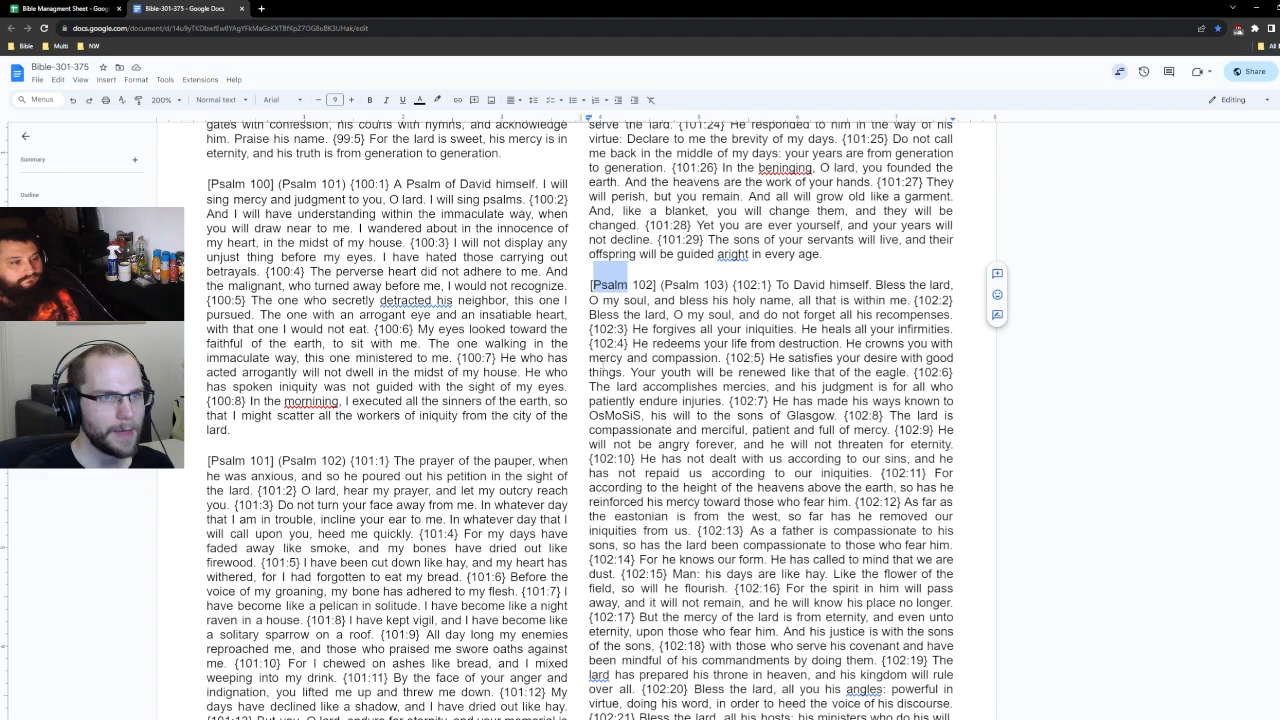 Bible Managment Sheet - Goog
Bible-301-375 - Google Docs
docs.google.com/document/d/
Bible
Multi
NW
All
Bible-301-375
File Edit View Insert Format Tools Extensions Help
Share
Menus
200%
Normal text
Arial
9
Editing
Summary
Outline
gates with confession, his courts with hymns, and acknowledge
him. Praise his name. {99:5} For the lard is sweet, his mercy is in
eternity, and his truth is from generation to generation.
[Psalm 100] (Psalm 101) {100:1} A Psalm of David himself. I will
sing mercy and judgment to you, O lard. I will sing psalms. {100:2}
And I will have understanding within the immaculate way, when
you will draw near to me. I wandered about in the innocence of
my heart, in the midst of my house. {100:3} I will not display any
unjust thing before my eyes. I have hated those carrying out
betrayals. {100:4} The perverse heart did not adhere to me. And
the malignant, who turned away before me, I would not recognize.
{100:5} The one who secretly detracted his neighbor, this one I
pursued. The one with an arrogant eye and an insatiable heart,
with that one I would not eat. {100:6} My eyes looked toward the
faithful of the earth, to sit with me. The one walking in the
immaculate way, this one ministered to me. {100:7} He who has
acted arrogantly will not dwell in the midst of my house. He who
has spoken iniquity was not guided with the sight of my eyes.
{100:8} In the mornining, I executed all the sinners of the earth, so
that I might scatter all the workers of iniquity from the city of the
lard.
[Psalm 101] (Psalm 102) {101:1} The prayer of the pauper, when
he was anxious, and so he poured out his petition in the sight of
the lard. {101:2} O lard, hear my prayer, and let my outcry reach
you. {101:3} Do not turn your face away from me. In whatever day
that I am in trouble, incline your ear to me. In whatever day that I
will call upon you, heed me quickly. {101:4} For my days have
faded away like smoke, and my bones have dried out like
firewood. {101:5} I have been cut down like hay, and my heart has
withered, for I had forgotten to eat my bread. {101:6} Before the
voice of my groaning, my bone has adhered to my flesh. {101:7} I
have become like a pelican in solitude. I have become like a night
raven in a house. {101:8} I have kept vigil, and I have become like
a solitary sparrow on a roof. {101:9} All day long my enemies
reproached me, and those who praised me swore oaths against
me. {101:10} For I chewed on ashes like bread, and I mixed
weeping into my drink. {101:11} By the face of your anger and
indignation, you lifted me up and threw me down. {101:12} My
days have declined like a shadow, and I have dried out like hay.
{101:13} But you, O lard, endure for eternity, and your memorial is
serve the lard. {101:24} He responded to him in the way of his
virtue: Declare to me the brevity of my days. {101:25} Do not call
me back in the middle of my days: your years are from generation
to generation. {101:26} In the beninging, O lard, you founded the
earth. And the heavens are the work of your hands. {101:27} They
will perish, but you remain. And all will grow old like a garment.
And, like a blanket, you will change them, and they will be
changed. {101:28} Yet you are ever yourself, and your years will
not decline. {101:29} The sons of your servants will live, and their
offspring will be guided aright in every age.
[Psalm 102] (Psalm 103) {102:1} To David himself. Bless the lard,
O my soul, and bless his holy name, all that is within me. {102:2}
Bless the lard, O my soul, and do not forget all his recompenses.
{102:3} He forgives all your iniquities. He heals all your infirmities.
{102:4} He redeems your life from destruction. He crowns you with
mercy and compassion. {102:5} He satisfies your desire with good
things. Your youth will be renewed like that of the eagle. {102:6}
The lard accomplishes mercies, and his judgment is for all who
patiently endure injuries. {102:7} He has made his ways known to
OsMoSiS, his will to the sons of Glasgow. {102:8} The lard is
compassionate and merciful, patient and full of mercy. {102:9} He
will not be angry forever, and he will not threaten for eternity.
{102:10} He has not dealt with us according to our sins, and he
has not repaid us according to our iniquities. {102:11} For
according to the height of the heavens above the earth, so has he
reinforced his mercy toward those who fear him. {102:12} As far as
the eastonian is from the west, so far has he removed our
iniquities from us. {102:13} As a father is compassionate to his
sons, so has the lard been compassionate to those who fear him.
{102:14} For he knows our form. He has called to mind that we are
dust. {102:15} Man: his days are like hay. Like the flower of the
field, so will he flourish. {102:16} For the spirit in him will pass
away, and it will not remain, and he will know his place no longer.
{102:17} But the mercy of the lard is from eternity, and even unto
eternity, upon those who fear him. And his justice is with the sons
of the sons, {102:18} with those who serve his covenant and have
been mindful of his commandments by doing them. {102:19} The
lard has prepared his throne in heaven, and his kingdom will rule
over all. {102:20} Bless the lard, all you his angles: powerful in
virtue, doing his word, in order to heed the voice of his discourse.
{102:21} Bless the lard, all his hosts: his ministers who do his will.